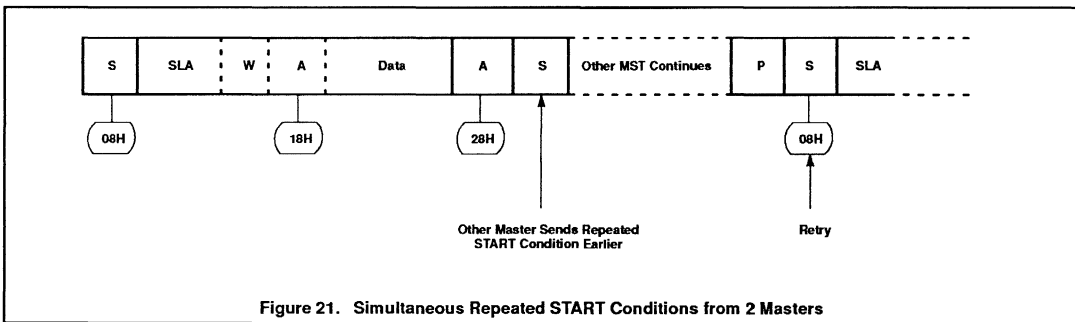 S SLA W A Data A S Other MST Continues P S SLA
08H 18H 28H 08H
Other Master Sends Repeated
START Condition Earlier
Retry
Figure 21. Simultaneous Repeated START Conditions from 2 Masters